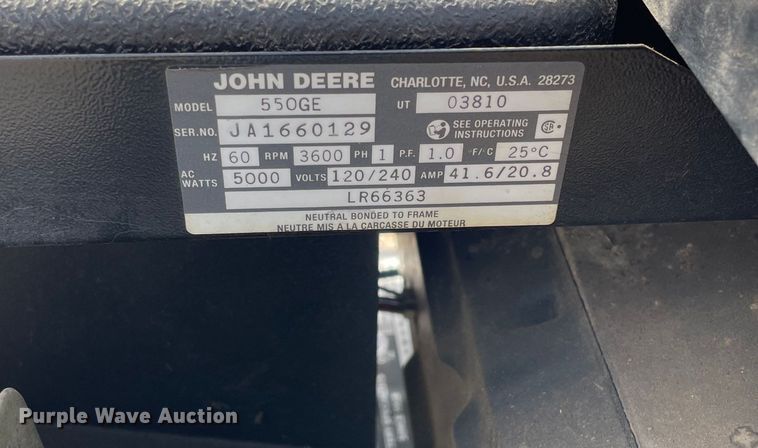 JOHN DEERE CHARLOTTE, NC, U.S.A. 28273
MODEL 550GE UT 03810
SER.NO. JA1660129 SEE OPERATING INSTRUCTIONS
HZ 60 RPM 3600 PH 1 P.F. 1.0 °F/°C 25°C
AC WATTS 5000 VOLTS 120/240 AMP 41.6/20.8
LR66363
NEUTRAL BONDED TO FRAME
NEUTRE MIS A LA CARCASSE DU MOTEUR
Purple Wave Auction